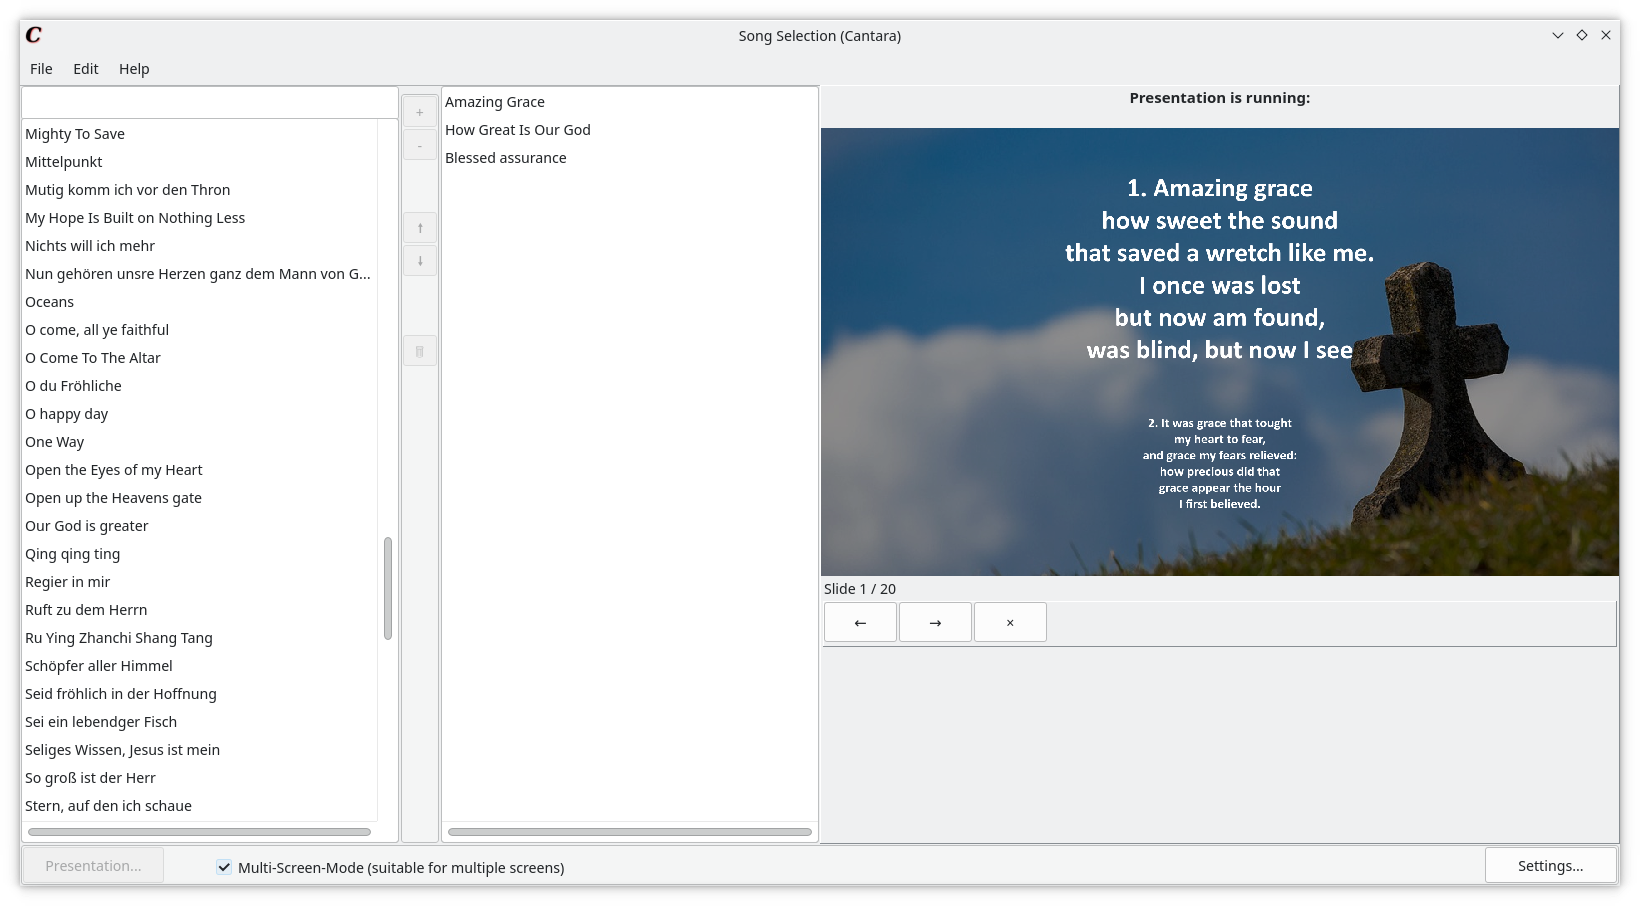 C
Song Selection (Cantara)
File Edit Help
Mighty To Save
Mittelpunkt
Mutig komm ich vor den Thron
My Hope Is Built on Nothing Less
Nichts will ich mehr
Nun gehören unsre Herzen ganz dem Mann von G...
Oceans
O come, all ye faithful
O Come To The Altar
O du Fröhliche
O happy day
One Way
Open the Eyes of my Heart
Open up the Heavens gate
Our God is greater
Qing qing ting
Regier in mir
Ruft zu dem Herrn
Ru Ying Zhanchi Shang Tang
Schöpfer aller Himmel
Seid fröhlich in der Hoffnung
Sei ein lebendger Fisch
Seliges Wissen, Jesus ist mein
So groß ist der Herr
Stern, auf den ich schaue
+
-
↑
↓
Amazing Grace
How Great Is Our God
Blessed assurance
Presentation is running:
1. Amazing grace
how sweet the sound
that saved a wretch like me.
I once was lost
but now am found,
was blind, but now I see
2. It was grace that tought
my heart to fear,
and grace my fears relieved:
how precious did that
grace appear the hour
I first believed.
Slide 1 / 20
← → ×
Presentation...
Multi-Screen-Mode (suitable for multiple screens)
Settings...